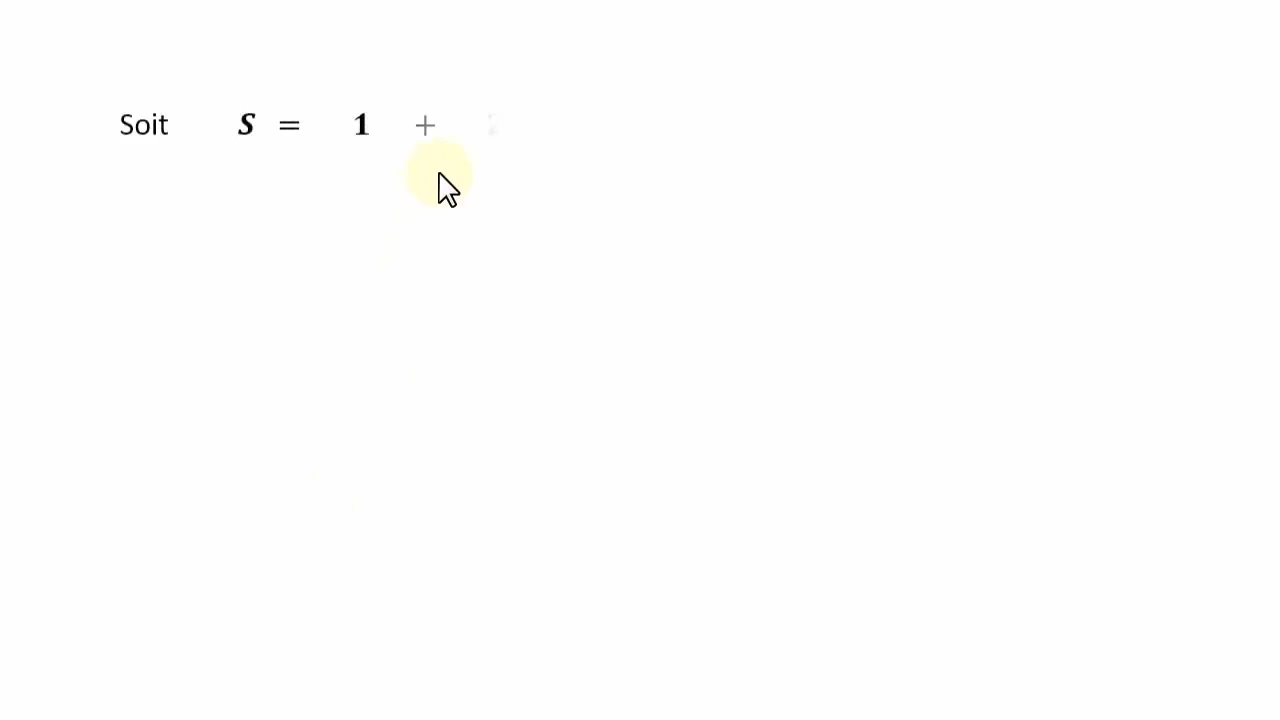 Soit S = 1 +